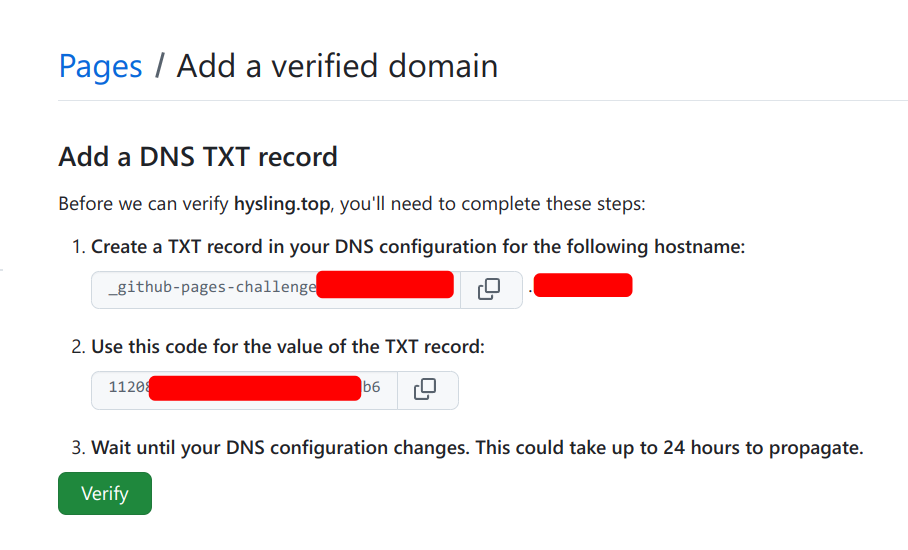 Pages / Add a verified domain
Add a DNS TXT record
Before we can verify hysling.top, you'll need to complete these steps:
1. Create a TXT record in your DNS configuration for the following hostname:
_github-pages-challenge
.
2. Use this code for the value of the TXT record:
11208 b6
3. Wait until your DNS configuration changes. This could take up to 24 hours to propagate.
Verify